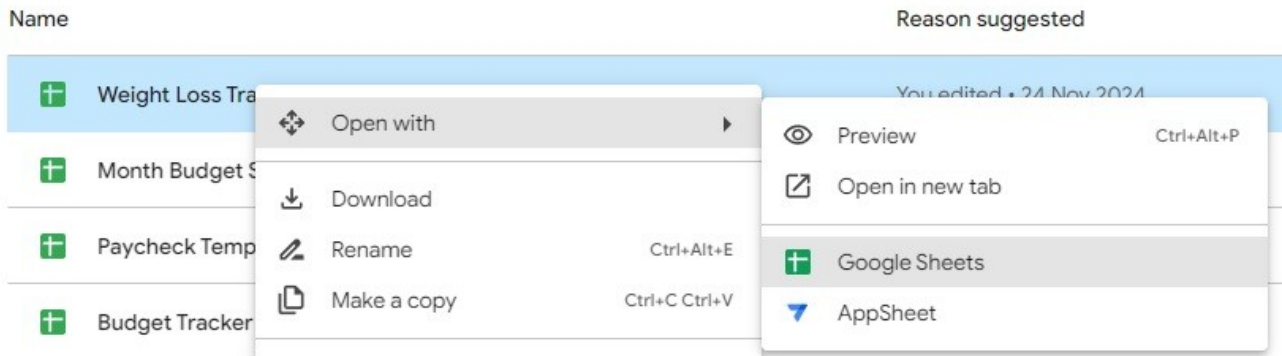 Name Reason suggested
Weight Loss Tra You edited • 24 Nov 2024
Open with
Preview Ctrl+Alt+P
Month Budget
Open in new tab
Download
Paycheck Temp
Rename Ctrl+Alt+E
Google Sheets
Make a copy Ctrl+C Ctrl+V
AppSheet
Budget Tracker